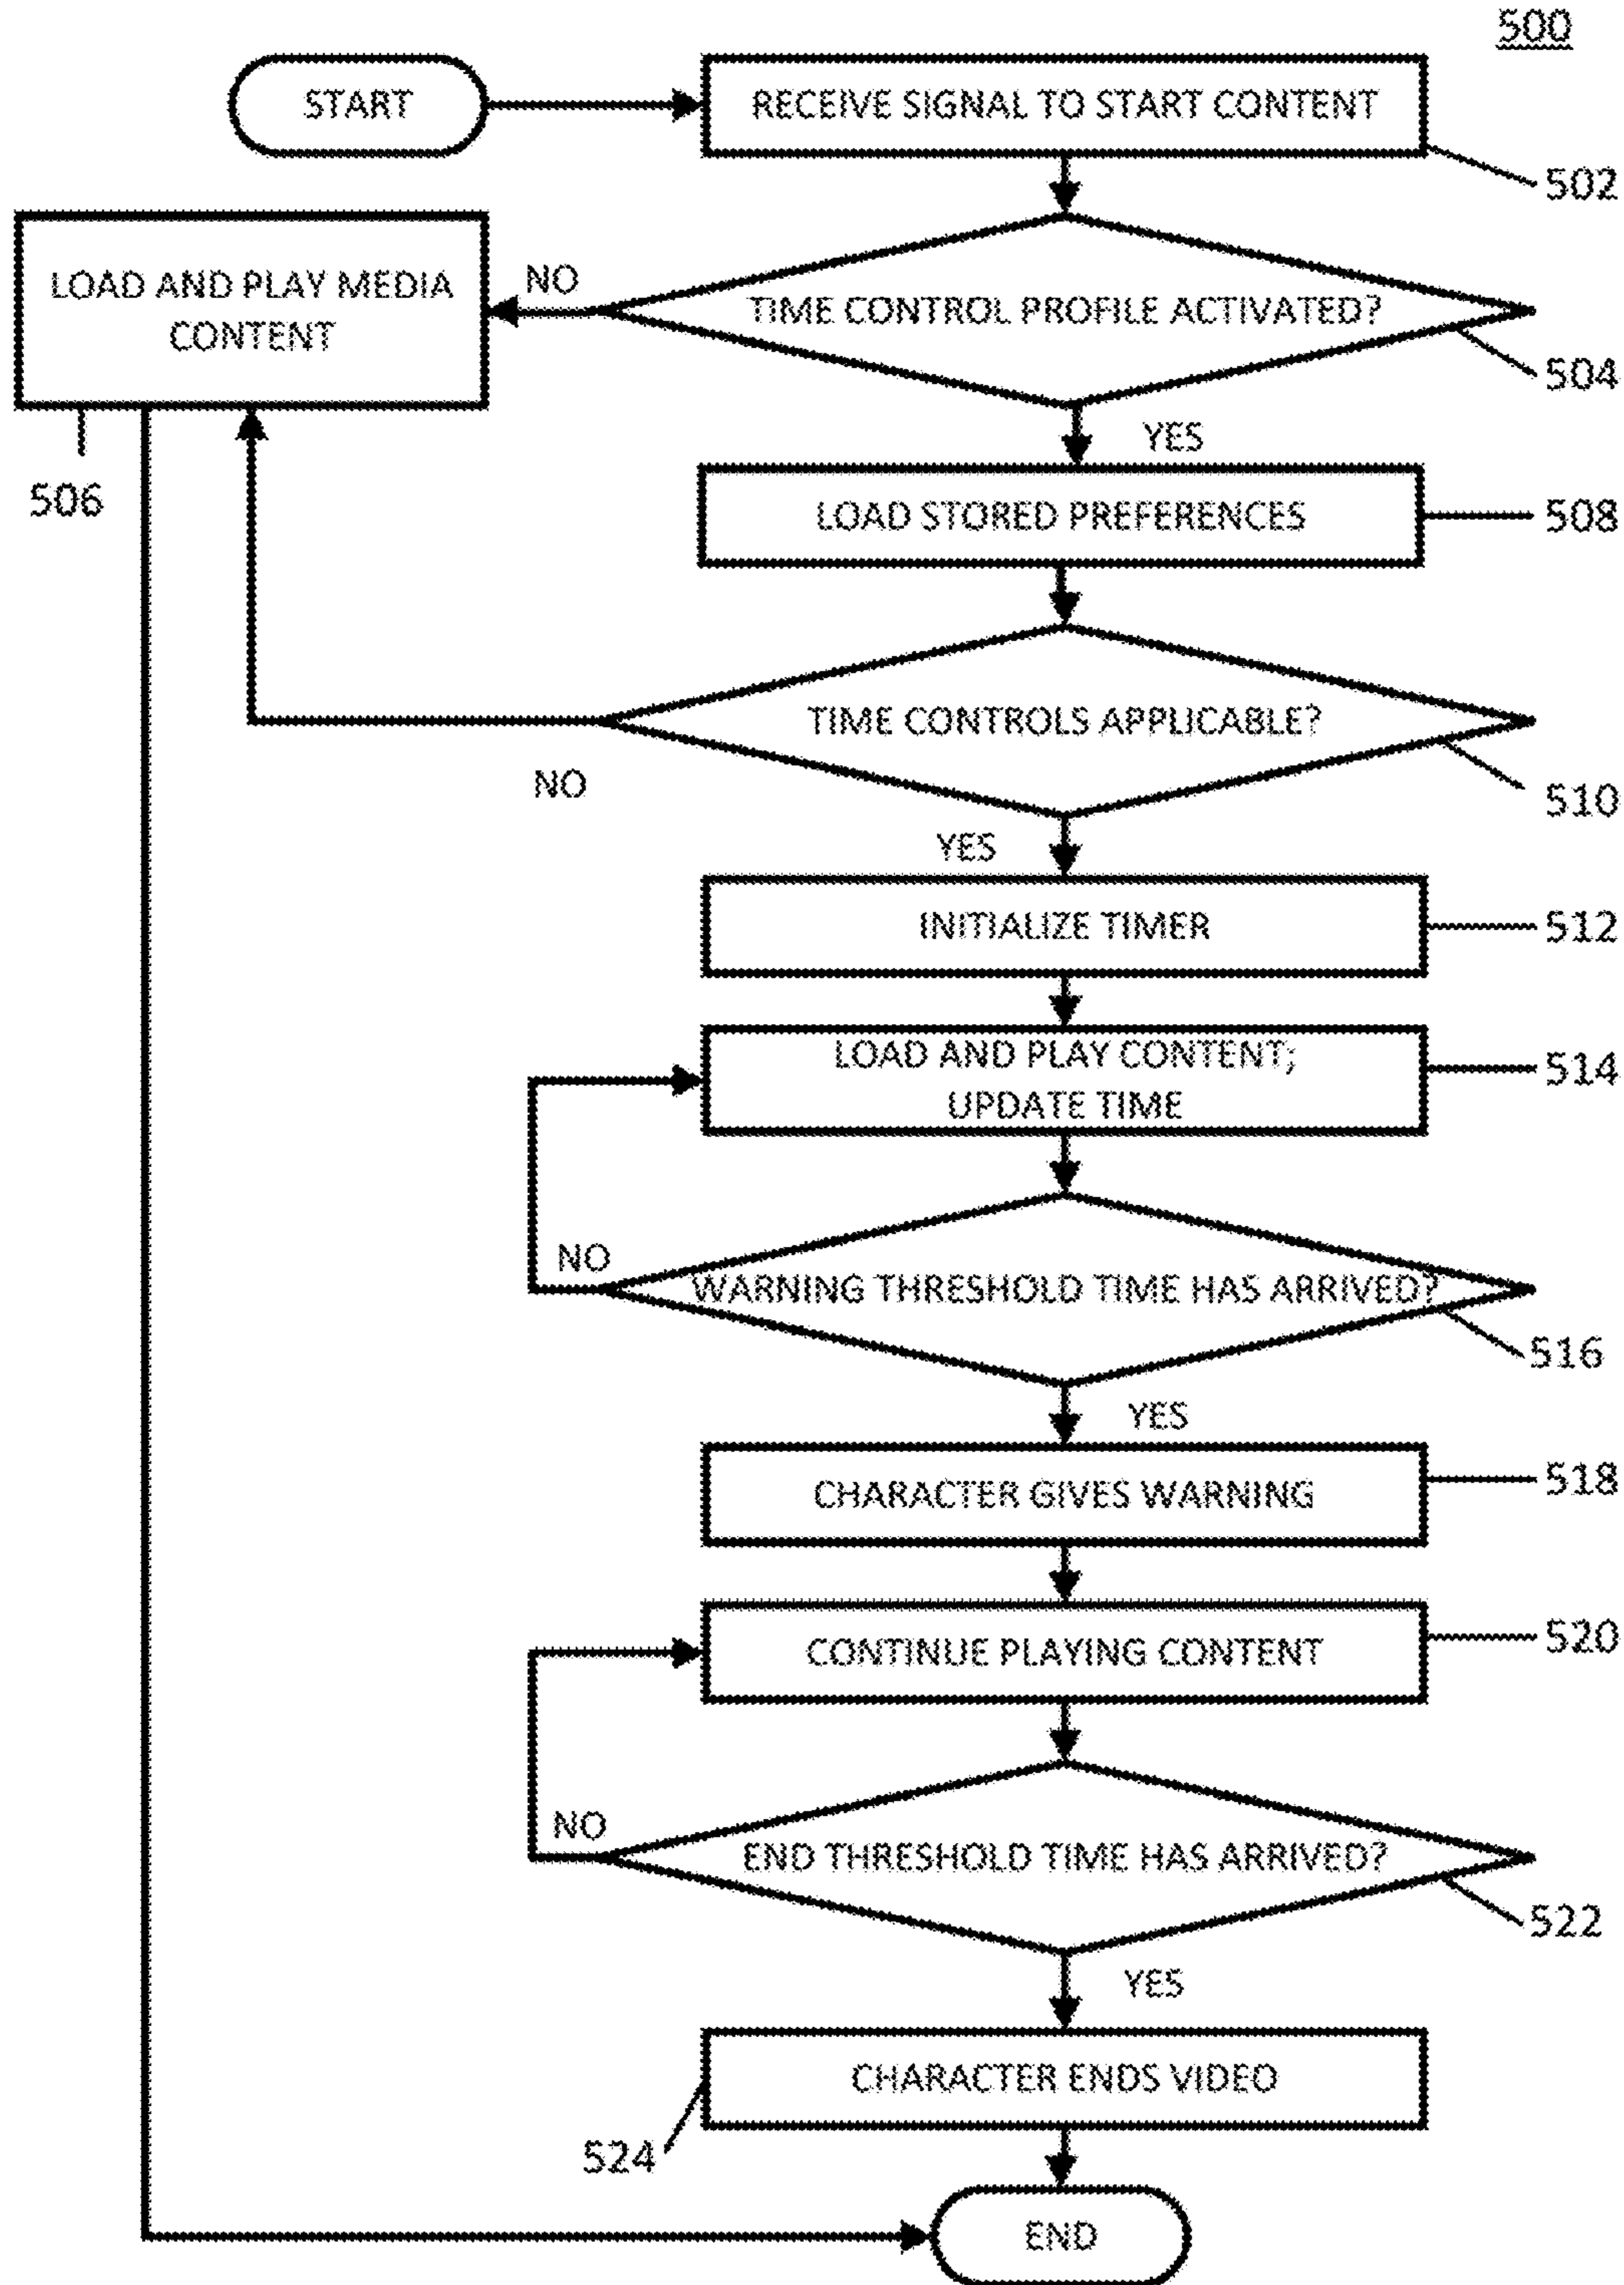 500
START
RECEIVE SIGNAL TO START CONTENT
502
LOAD AND PLAY MEDIA
CONTENT
NO
TIME CONTROL PROFILE ACTIVATED?
504
YES
506
LOAD STORED PREFERENCES
508
TIME CONTROLS APPLICABLE?
NO
510
YES
INITIALIZE TIMER
512
LOAD AND PLAY CONTENT;
UPDATE TIME
514
NO
WARNING THRESHOLD TIME HAS ARRIVED?
516
YES
CHARACTER GIVES WARNING
518
CONTINUE PLAYING CONTENT
520
NO
END THRESHOLD TIME HAS ARRIVED?
522
YES
CHARACTER ENDS VIDEO
524
END